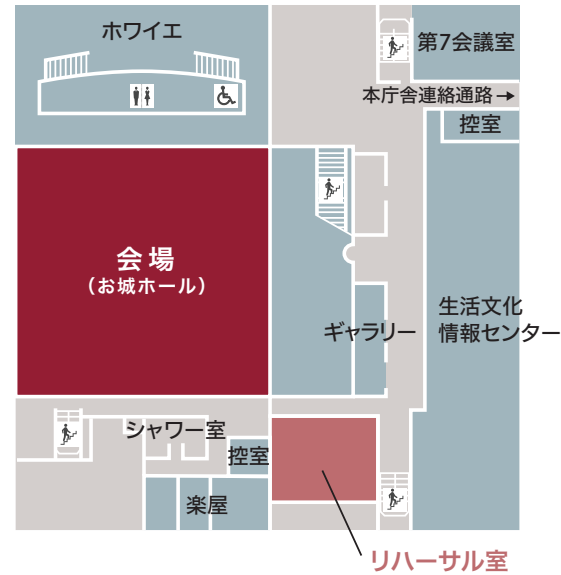 ホワイエ
第7会議室
本庁舎連絡通路→
控室
会場
（お城ホール）
ギャラリー
生活文化
情報センター
シャワー室
控室
楽屋
リハーサル室